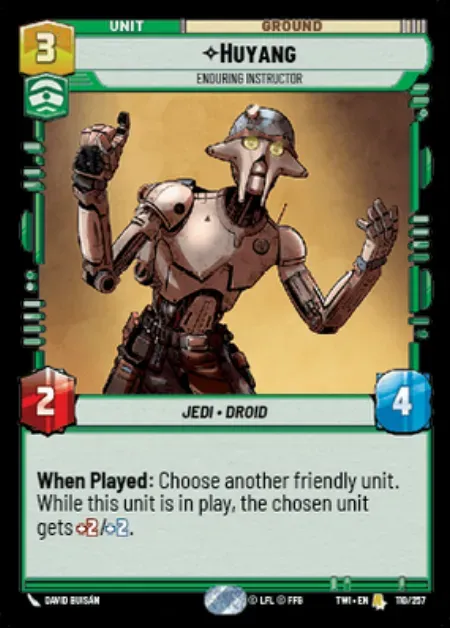 UNIT GROUND
3
HUYANG
ENDURING INSTRUCTOR
2
4
JEDI • DROID
When Played: Choose another friendly unit.
While this unit is in play, the chosen unit
gets +2/+2.
DAVID BUISÁN © LFL © FFG TWI • EN 110/257